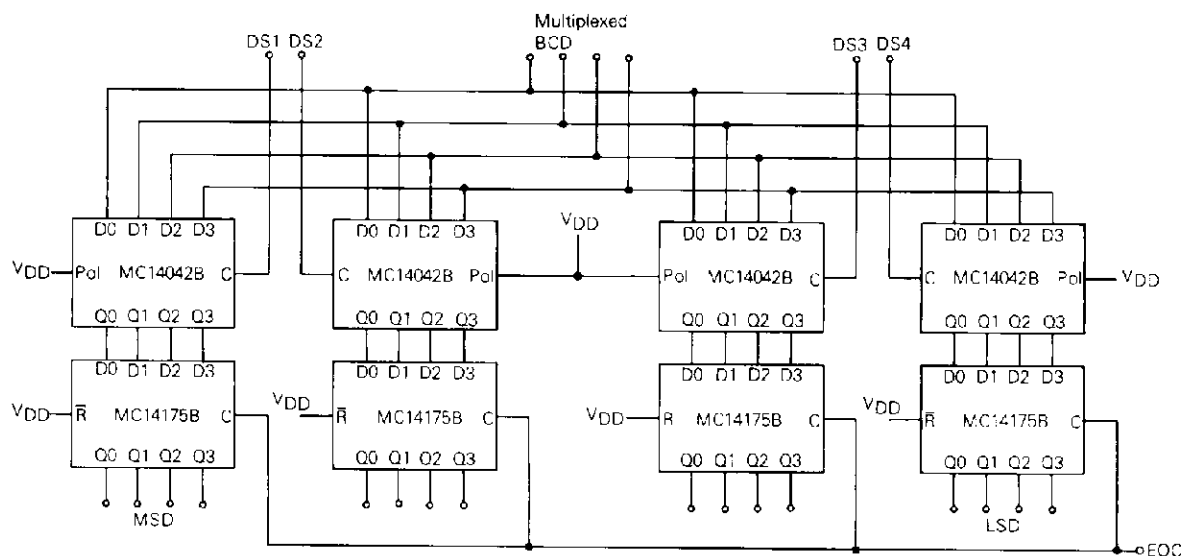 Multiplexed
DS1 DS2 BCD DS3 DS4
D0 D1 D2 D3 D0 D1 D2 D3 VDD D0 D1 D2 D3 D0 D1 D2 D3
VDD Pol MC14042B C C MC14042B Pol Pol MC14042B C C MC14042B Pol VDD
Q0 Q1 Q2 Q3 Q0 Q1 Q2 Q3 Q0 Q1 Q2 Q3 Q0 Q1 Q2 Q3
D0 D1 D2 D3 D0 D1 D2 D3 D0 D1 D2 D3 D0 D1 D2 D3
VDD R̅ MC14175B C VDD R̅ MC14175B C VDD R MC14175B C VDD R̅ MC14175B C
Q0 Q1 Q2 Q3 Q0 Q1 Q2 Q3 Q0 Q1 Q2 Q3 Q0 Q1 Q2 Q3
MSD LSD
EOC